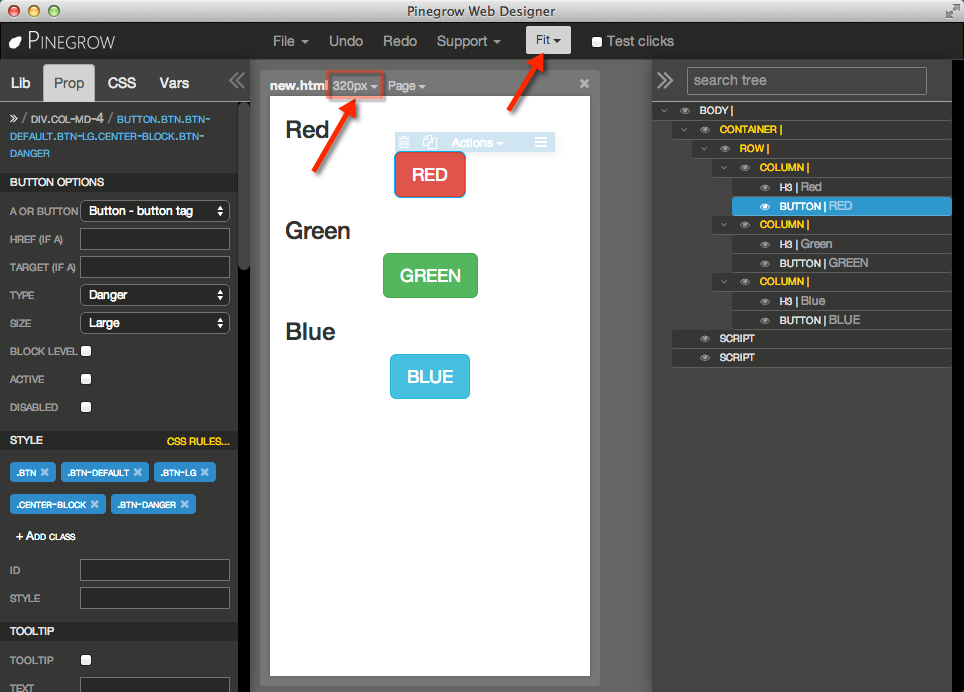 Pinegrow Web Designer
PINEGROW File Undo Redo Support Fit Test clicks
Lib Prop CSS Vars
» / DIV.COL-MD-4 / BUTTON.BTN.BTN-
DEFAULT.BTN-LG.CENTER-BLOCK.BTN-
DANGER
BUTTON OPTIONS
A OR BUTTON Button - button tag
HREF (IF A)
TARGET (IF A)
TYPE Danger
SIZE Large
BLOCK LEVEL
ACTIVE
DISABLED
STYLE CSS RULES...
.BTN × .BTN-DEFAULT × .BTN-LG ×
.CENTER-BLOCK × .BTN-DANGER ×
+ ADD CLASS
ID
STYLE
TOOLTIP
TOOLTIP
TEXT
new.html 320px Page ×
Red
Actions
RED
Green
GREEN
Blue
BLUE
search tree
BODY |
CONTAINER |
ROW |
COLUMN |
H3 | Red
BUTTON | RED
COLUMN |
H3 | Green
BUTTON | GREEN
COLUMN |
H3 | Blue
BUTTON | BLUE
SCRIPT
SCRIPT